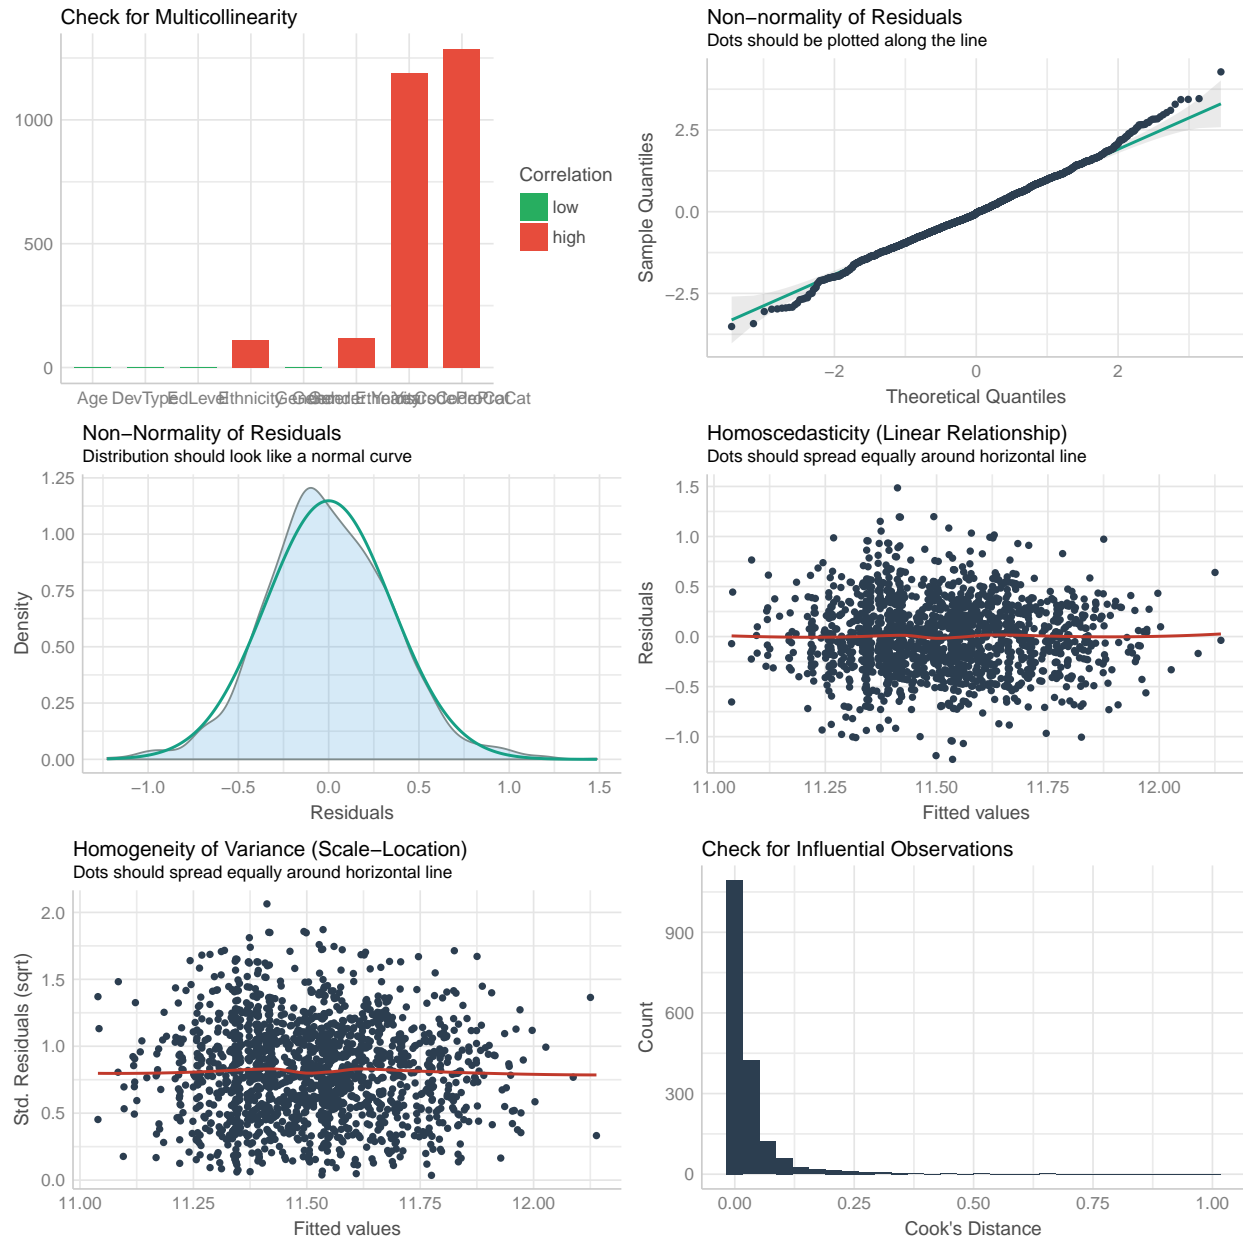 Check for Multicollinearity
1000
500
0
Age DevType EdLevel Ethnicity
Correlation
low
high
Non−normality of Residuals
Dots should be plotted along the line
Sample Quantiles
2.5
0.0
−2.5
−2 0 2
Theoretical Quantiles
Non−Normality of Residuals
Distribution should look like a normal curve
Density
1.25
1.00
0.75
0.50
0.25
0.00
−1.0 −0.5 0.0 0.5 1.0 1.5
Residuals
Homoscedasticity (Linear Relationship)
Dots should spread equally around horizontal line
Residuals
1.5
1.0
0.5
0.0
−0.5
−1.0
11.00 11.25 11.50 11.75 12.00
Fitted values
Homogeneity of Variance (Scale−Location)
Dots should spread equally around horizontal line
Std. Residuals (sqrt)
2.0
1.5
1.0
0.5
0.0
11.00 11.25 11.50 11.75 12.00
Fitted values
Check for Influential Observations
Count
900
600
300
0
0.00 0.25 0.50 0.75 1.00
Cook's Distance